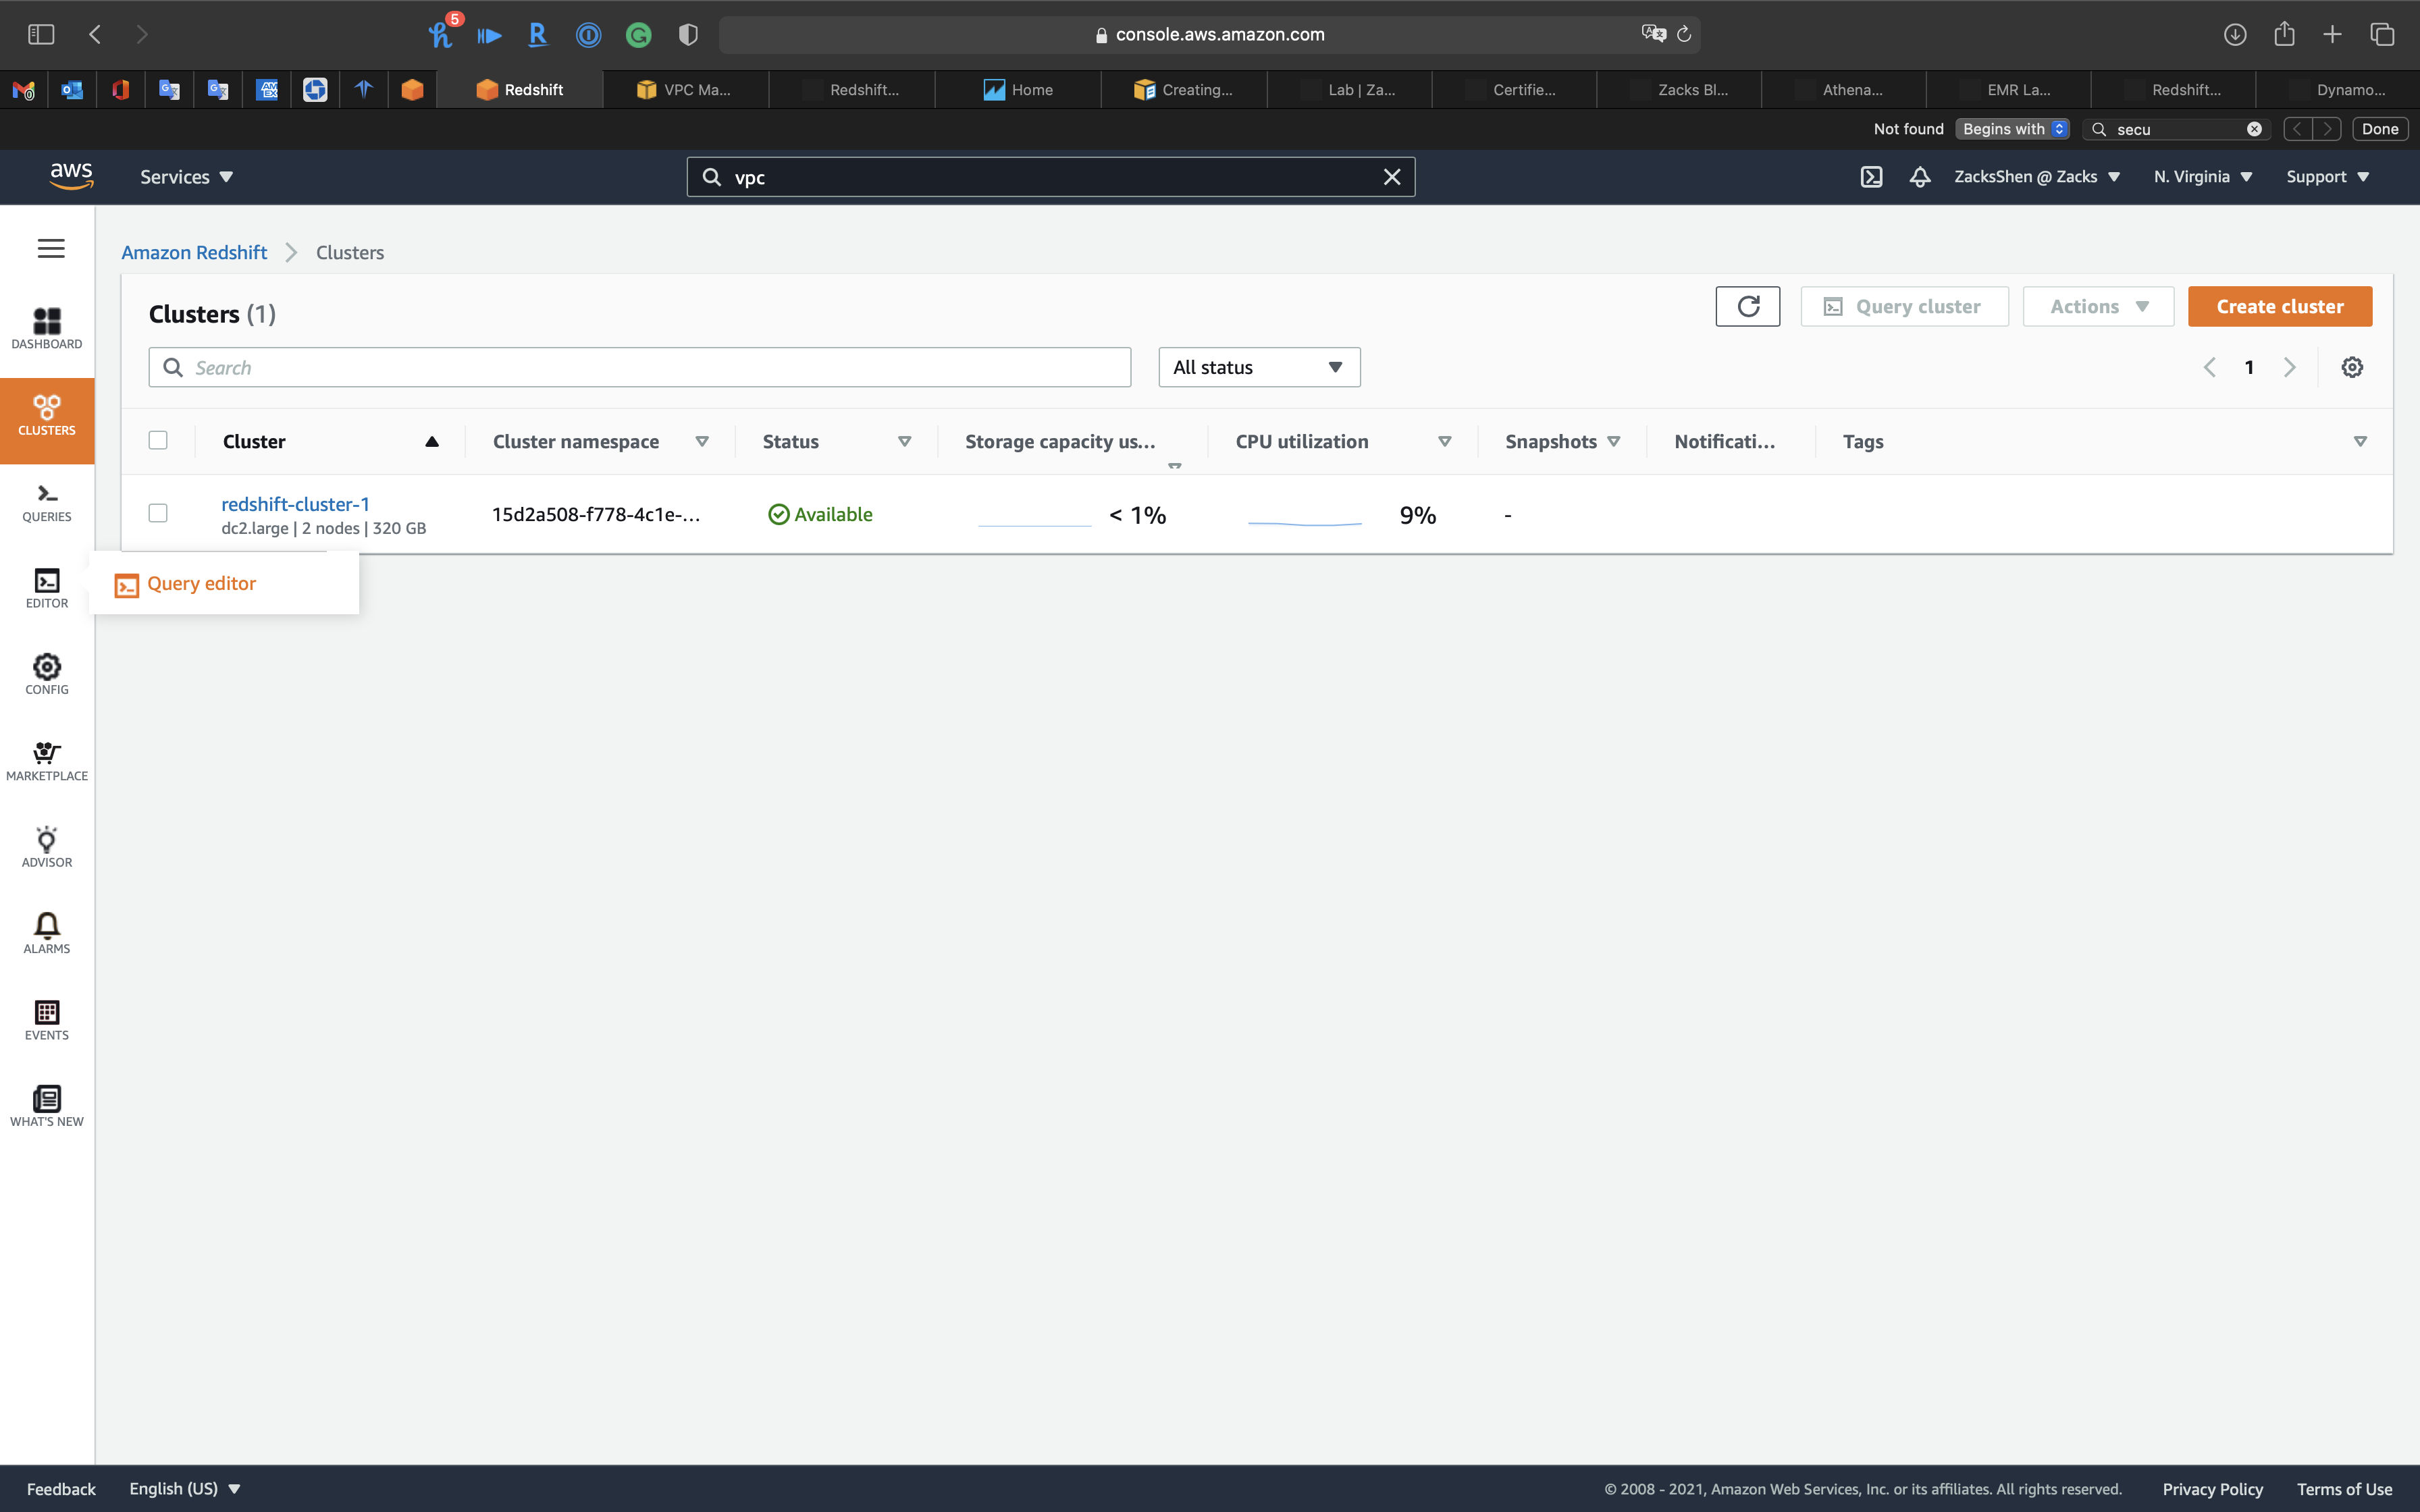 5
console.aws.amazon.com
Redshift
VPC Ma...
Redshift...
Home
Creating...
Lab | Za...
Certifie...
Zacks Bl...
Athena...
EMR La...
Redshift...
Dynamo...
Not found
Begins with
secu
Done
aws
Services
vpc
ZacksShen @ Zacks
N. Virginia
Support
Amazon Redshift
Clusters
DASHBOARD
CLUSTERS
QUERIES
EDITOR
CONFIG
MARKETPLACE
ADVISOR
ALARMS
EVENTS
WHAT'S NEW
Clusters (1)
Query cluster
Actions
Create cluster
Search
All status
1
Cluster
Cluster namespace
Status
Storage capacity us...
CPU utilization
Snapshots
Notificati...
Tags
redshift-cluster-1
dc2.large | 2 nodes | 320 GB
15d2a508-f778-4c1e-...
Available
< 1%
9%
-
Query editor
Feedback
English (US)
© 2008 - 2021, Amazon Web Services, Inc. or its affiliates. All rights reserved.
Privacy Policy
Terms of Use